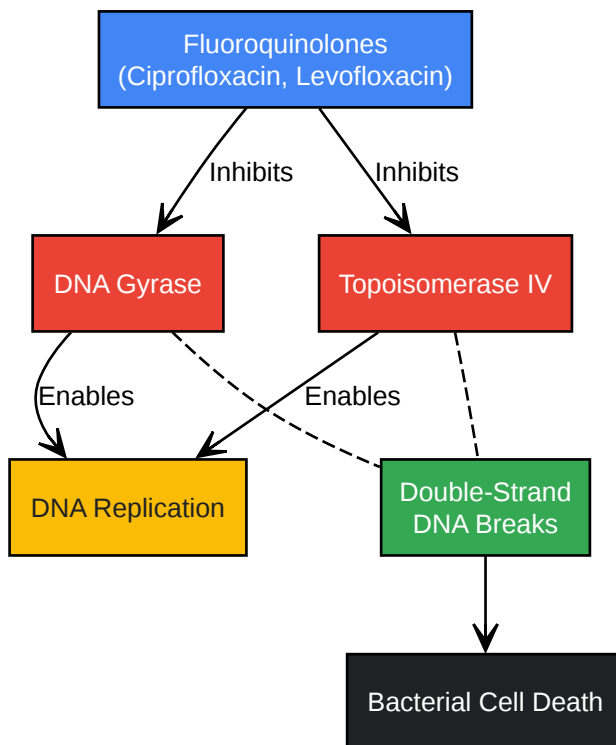 Fluoroquinolones
(Ciprofloxacin, Levofloxacin)
Inhibits
Inhibits
DNA Gyrase
Topoisomerase IV
Enables
Enables
DNA Replication
Double-Strand
DNA Breaks
Bacterial Cell Death